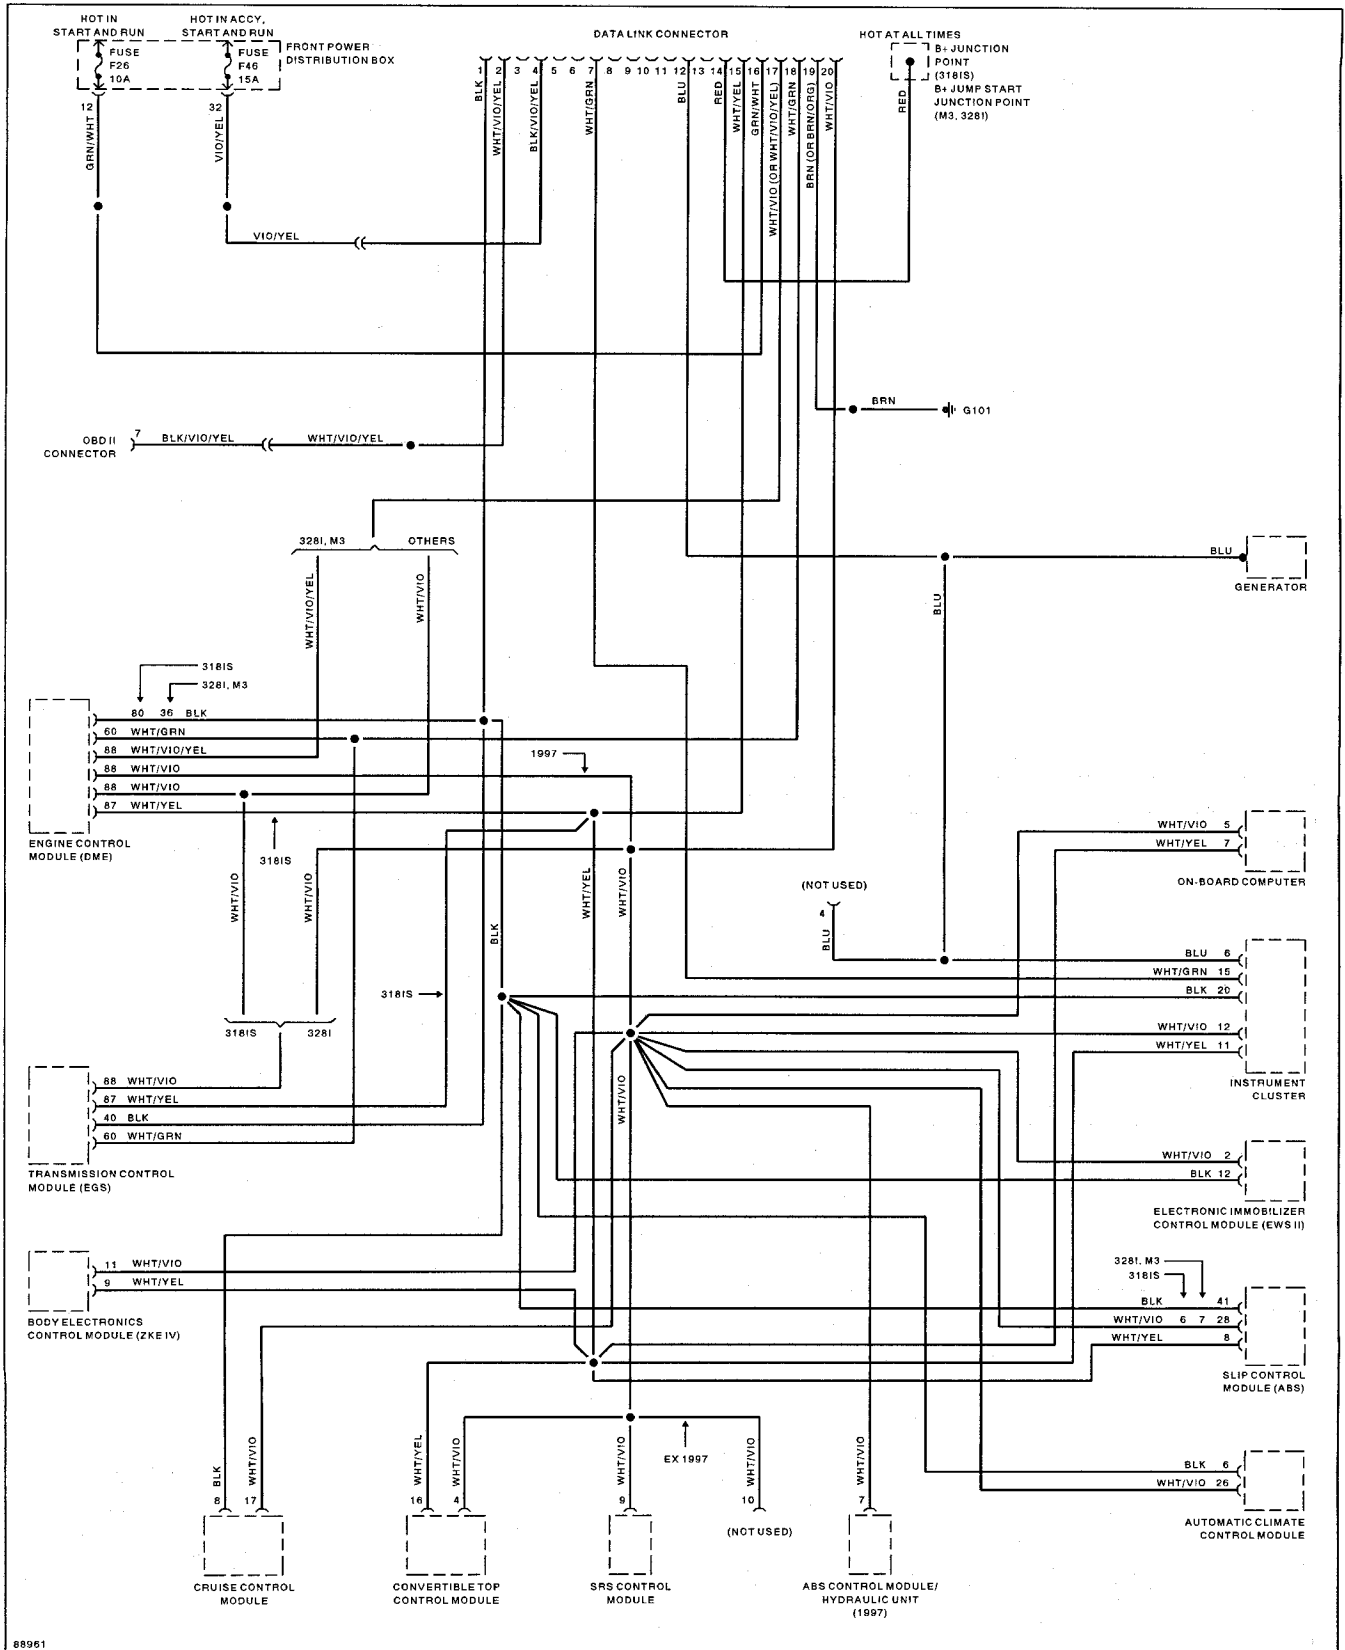 HOT IN
START AND RUN
HOT IN ACCY,
START AND RUN
FUSE
F26
10A
FUSE
F46
15A
FRONT POWER
DISTRIBUTION BOX
12
GRN/WHT
32
VIO/YEL
VIO/YEL
DATA LINK CONNECTOR
1 2 3 4 5 6 7 8 9 10 11 12 13 14 15 16 17 18 19 20
BLK
WHT/VIO/YEL
BLK/VIO/YEL
WHT/GRN
BLU
RED
WHT/YEL
GRN/WHT
WHT/VIO (OR WHT/VIO/YEL)
WHT/GRN
BRN (OR BRN/ORG)
WHT/VIO
HOT AT ALL TIMES
B+ JUNCTION
POINT
(318IS)
B+ JUMP START
JUNCTION POINT
(M3, 328I)
RED
BRN
G101
OBD II
CONNECTOR
7
BLK/VIO/YEL
WHT/VIO/YEL
328I, M3
OTHERS
WHT/VIO/YEL
WHT/VIO
BLU
GENERATOR
BLU
318IS
328I, M3
80 36 BLK
60 WHT/GRN
88 WHT/VIO/YEL
88 WHT/VIO
88 WHT/VIO
87 WHT/YEL
ENGINE CONTROL
MODULE (DME)
318IS
1997
WHT/VIO
WHT/VIO
BLK
WHT/YEL
WHT/VIO
(NOT USED)
4
BLU
WHT/VIO 5
WHT/YEL 7
ON-BOARD COMPUTER
BLU 6
WHT/GRN 15
BLK 20
WHT/VIO 12
WHT/YEL 11
INSTRUMENT
CLUSTER
318IS
318IS
328I
88 WHT/VIO
87 WHT/YEL
40 BLK
60 WHT/GRN
TRANSMISSION CONTROL
MODULE (EGS)
WHT/VIO
WHT/VIO 2
BLK 12
ELECTRONIC IMMOBILIZER
CONTROL MODULE (EWS II)
11 WHT/VIO
9 WHT/YEL
BODY ELECTRONICS
CONTROL MODULE (ZKE IV)
328I, M3
318IS
BLK 41
WHT/VIO 6 7 28
WHT/YEL 8
SLIP CONTROL
MODULE (ABS)
EX 1997
BLK 6
WHT/VIO 26
AUTOMATIC CLIMATE
CONTROL MODULE
BLK
8
WHT/VIO
17
CRUISE CONTROL
MODULE
WHT/YEL
16
WHT/VIO
4
CONVERTIBLE TOP
CONTROL MODULE
WHT/VIO
9
SRS CONTROL
MODULE
WHT/VIO
10
(NOT USED)
WHT/VIO
7
ABS CONTROL MODULE/
HYDRAULIC UNIT
(1997)
88961